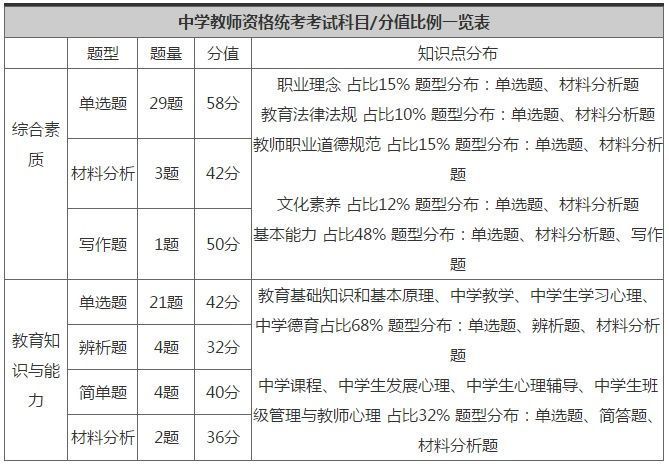 中学教师资格统考考试科目/分值比例一览表
题型 题量 分值 知识点分布
综合素
质
单选题 29题 58分
材料分析 3题 42分
写作题 1题 50分
职业理念 占比15% 题型分布：单选题、材料分析题
教育法律法规 占比10% 题型分布：单选题、材料分析题
教师职业道德规范 占比15% 题型分布：单选题、材料分析
题
文化素养 占比12% 题型分布：单选题、材料分析题
基本能力 占比48% 题型分布：单选题、材料分析题、写作
题
教育知
识与能
力
单选题 21题 42分
辨析题 4题 32分
简单题 4题 40分
材料分析 2题 36分
教育基础知识和基本原理、中学教学、中学生学习心理、
中学德育占比68% 题型分布：单选题、辨析题、材料分析
题
中学课程、中学生发展心理、中学生心理辅导、中学生班
级管理与教师心理 占比32% 题型分布：单选题、简答题、
材料分析题